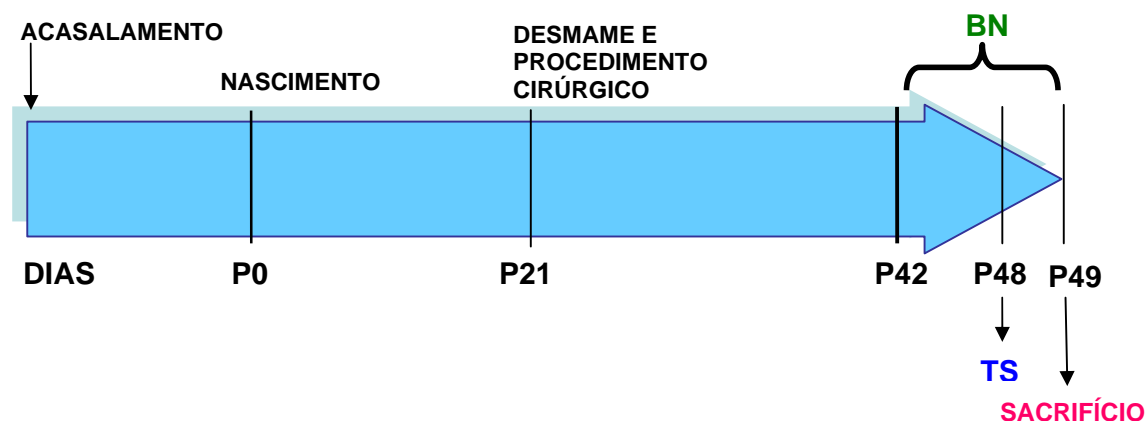 ACASALAMENTO
NASCIMENTO
DESMAME E
PROCEDIMENTO
CIRÚRGICO
BN
DIAS
P0
P21
P42
P48
P49
TS
SACRIFÍCIO